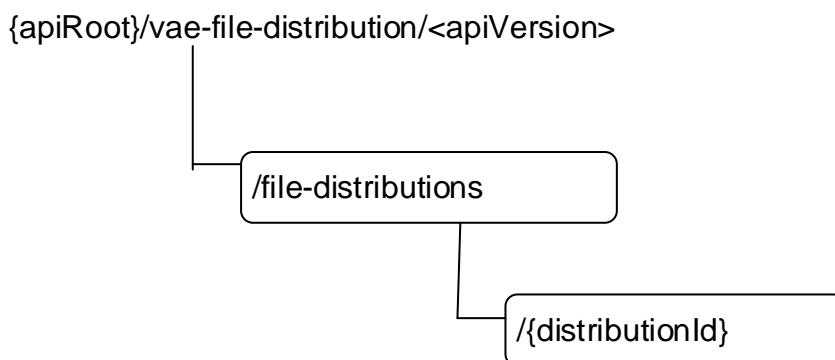 {apiRoot}/vae-file-distribution/<apiVersion>
/file-distributions
/{distributionId}